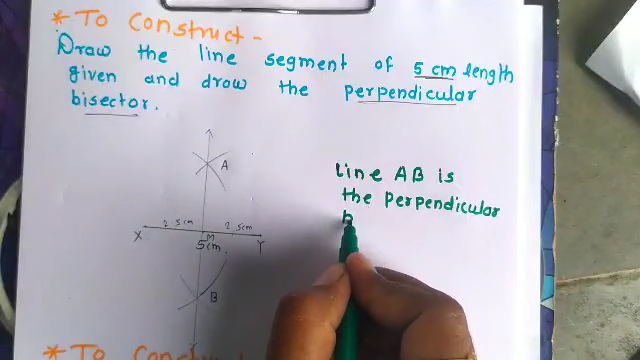 * To Construct -
Draw the line segment of 5 cm length
given and draw the perpendicular
bisector.
A
line AB is
the perpendicular
b
2.5cm 2.5cm
X M Y
5cm
B
* To Construct